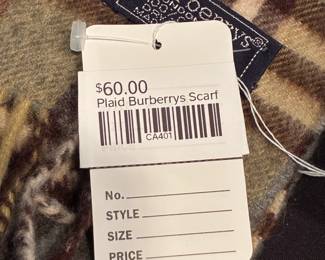 $60.00
Plaid Burberrys Scarf
CA401
No.
STYLE
SIZE
PRICE